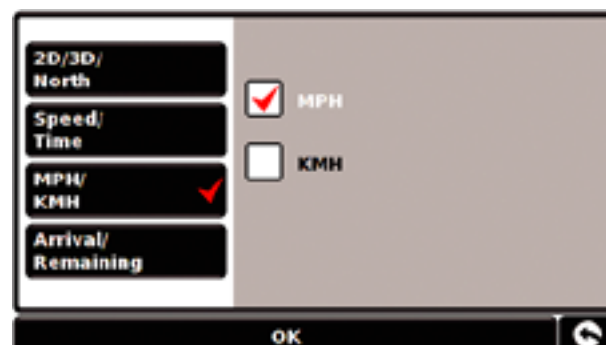 2D/3D/
North
Speed/
Time
MPH/
KMH
Arrival/
Remaining
MPH
KMH
OK